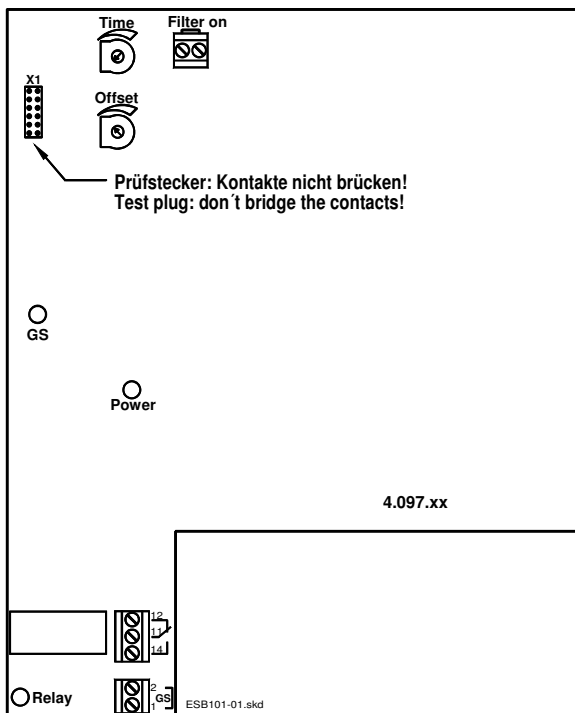 Time
Filter on
X1
Offset
Prüfstecker: Kontakte nicht brücken!
Test plug: don´t bridge the contacts!
GS
Power
4.097.xx
12
11
14
Relay
2
1
GS
ESB101-01.skd